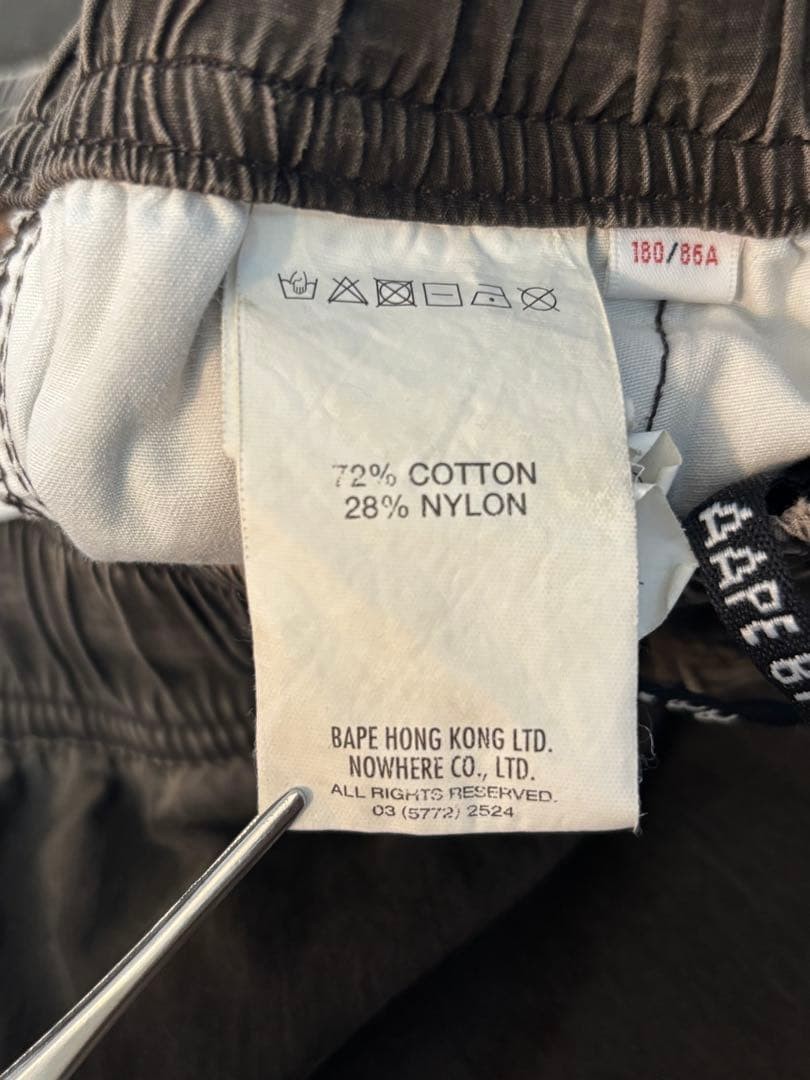 180/86A
72% COTTON
28% NYLON
AAPE
BAPE HONG KONG LTD.
NOWHERE CO., LTD.
ALL RIGHTS RESERVED.
03 (5772) 2524